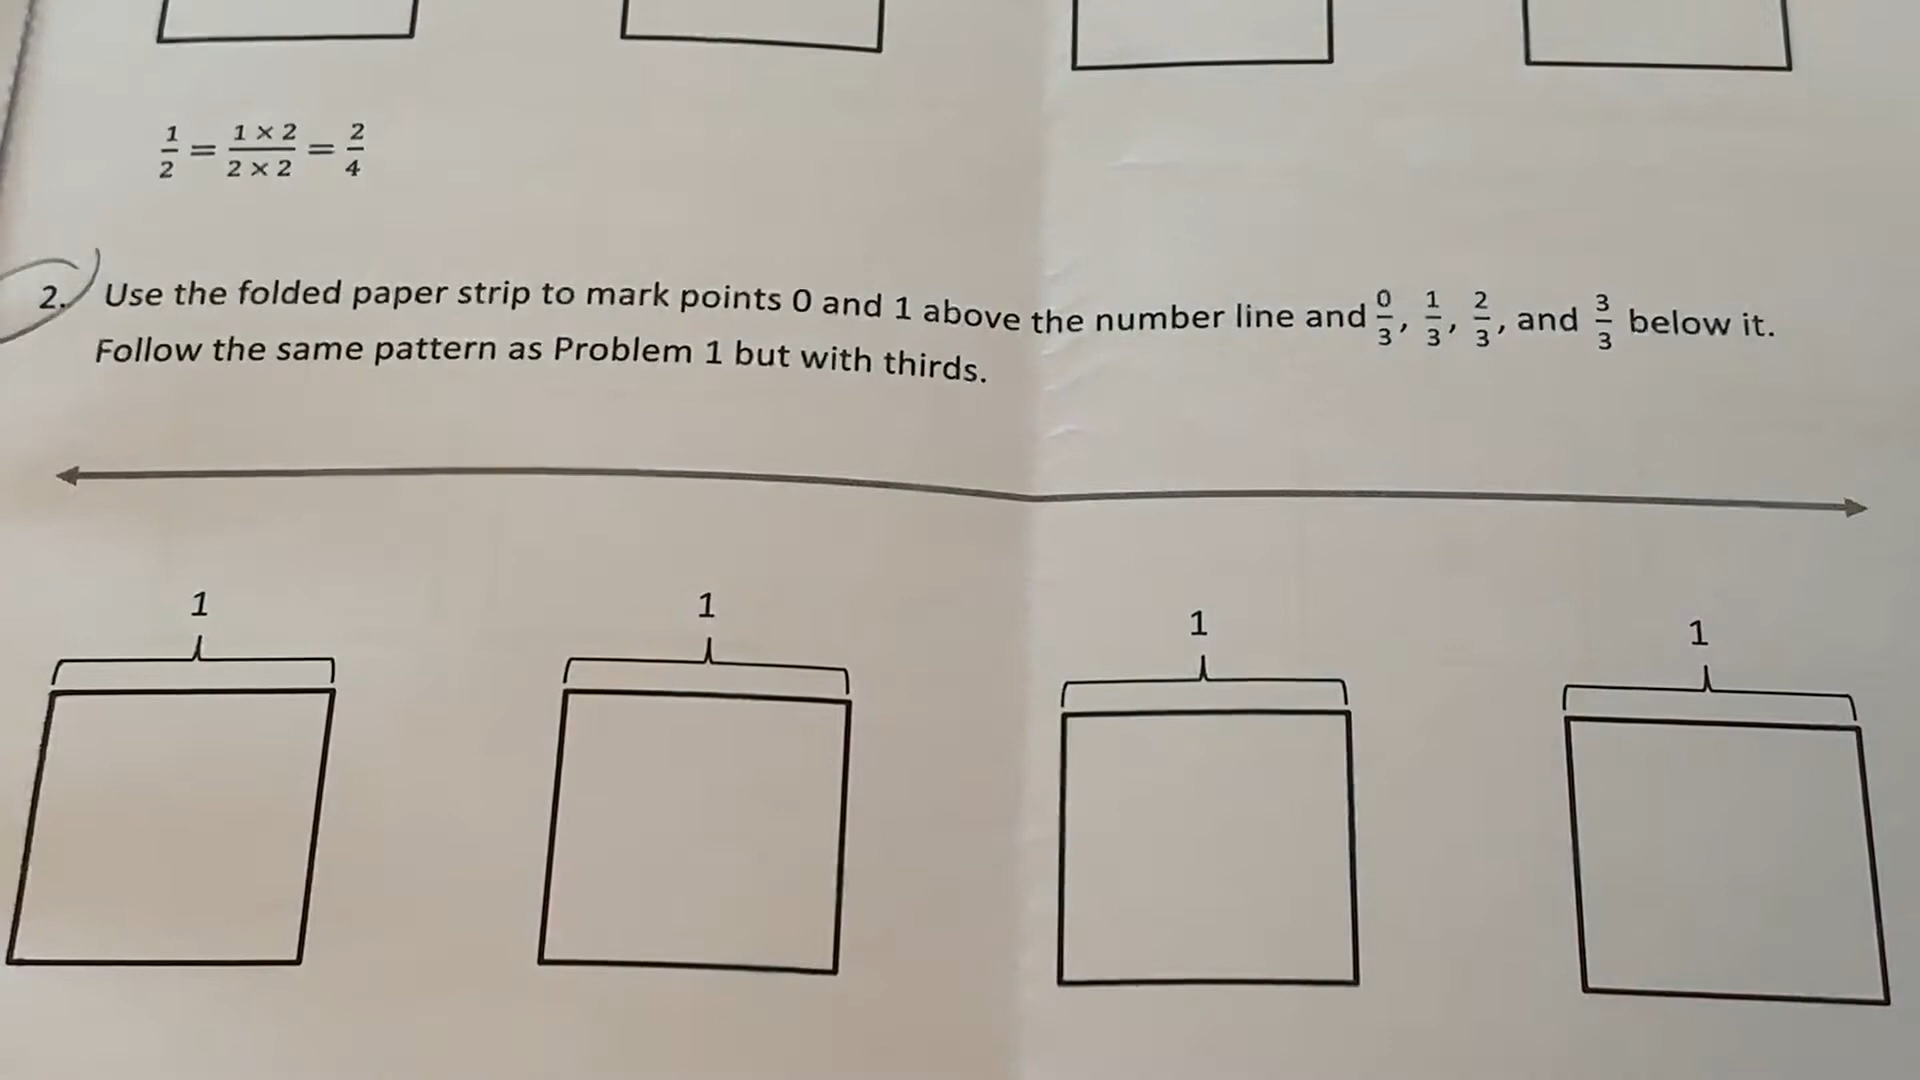 1/2 = 1 × 2/2 × 2 = 2/4
2. Use the folded paper strip to mark points 0 and 1 above the number line and 0/3, 1/3, 2/3, and 3/3 below it.
Follow the same pattern as Problem 1 but with thirds.
1 1 1 1